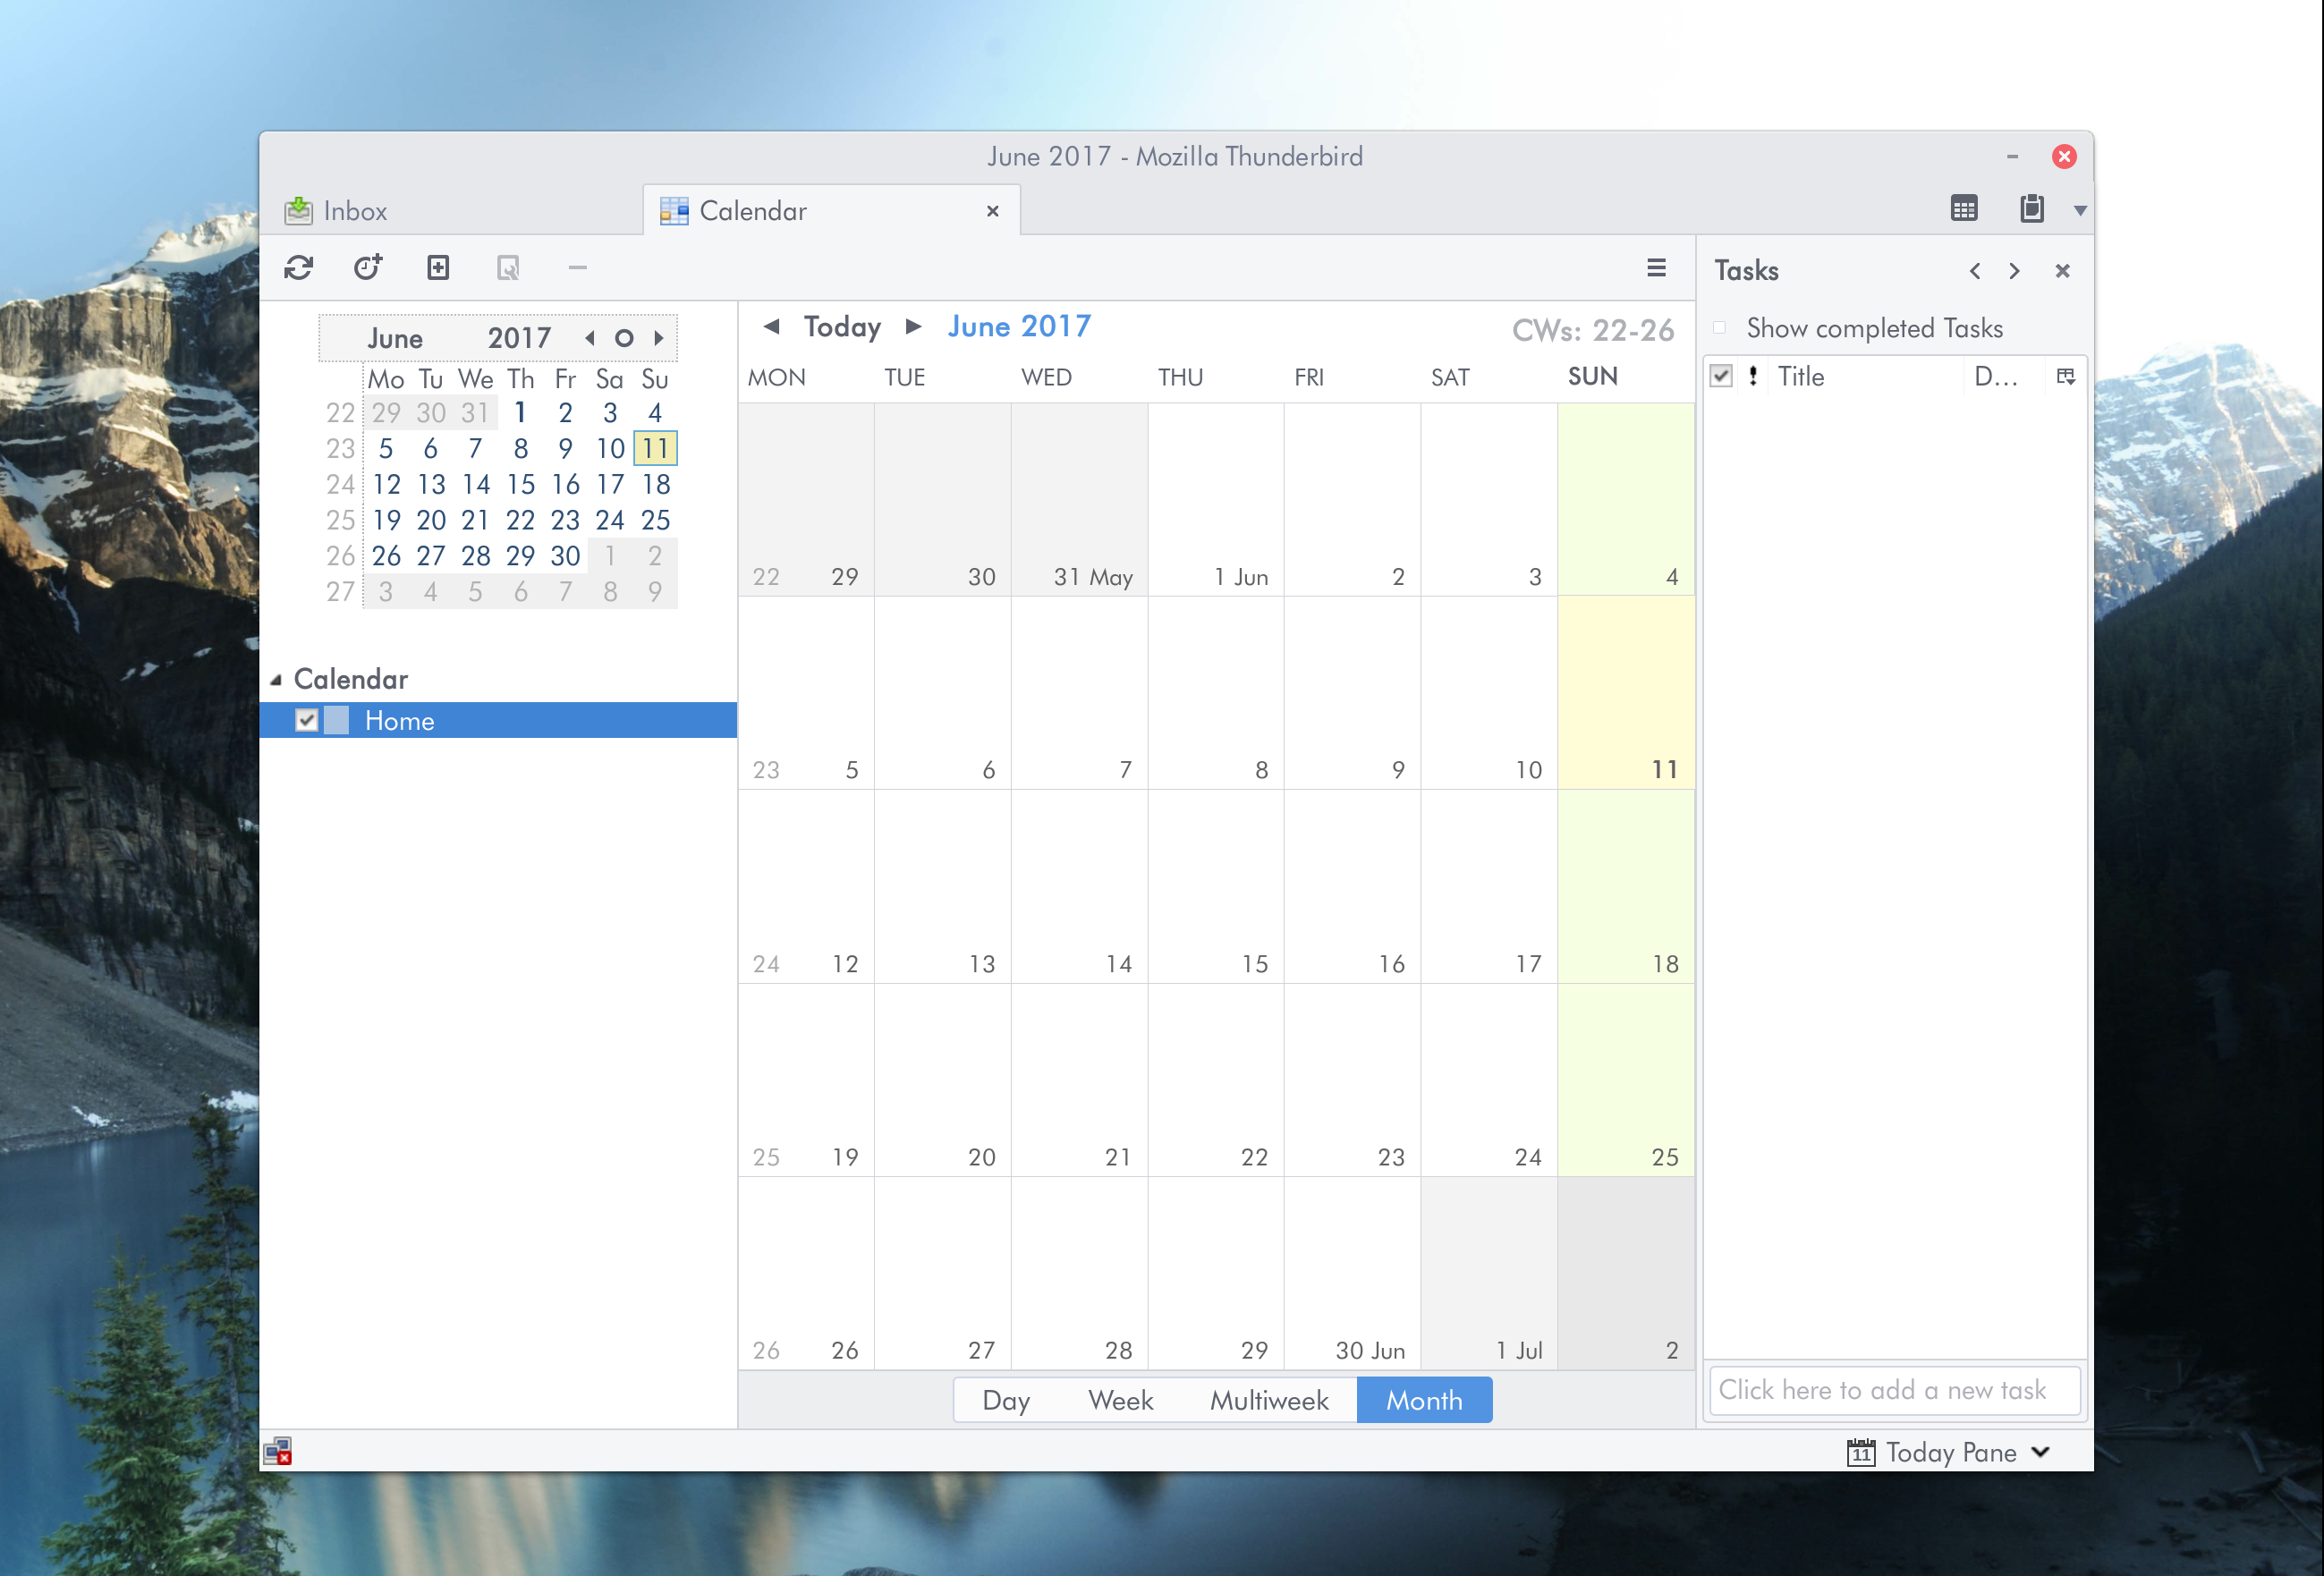 June 2017 - Mozilla Thunderbird
Inbox
Calendar
June 2017
Mo Tu We Th Fr Sa Su
22 29 30 31 1 2 3 4
23 5 6 7 8 9 10 11
24 12 13 14 15 16 17 18
25 19 20 21 22 23 24 25
26 26 27 28 29 30 1 2
27 3 4 5 6 7 8 9
Calendar
Home
Today June 2017 CWs: 22-26
MON TUE WED THU FRI SAT SUN
22 29 30 31 May 1 Jun 2 3 4
23 5 6 7 8 9 10 11
24 12 13 14 15 16 17 18
25 19 20 21 22 23 24 25
26 26 27 28 29 30 Jun 1 Jul 2
Day Week Multiweek Month
Tasks
Show completed Tasks
Title D...
Click here to add a new task
11 Today Pane